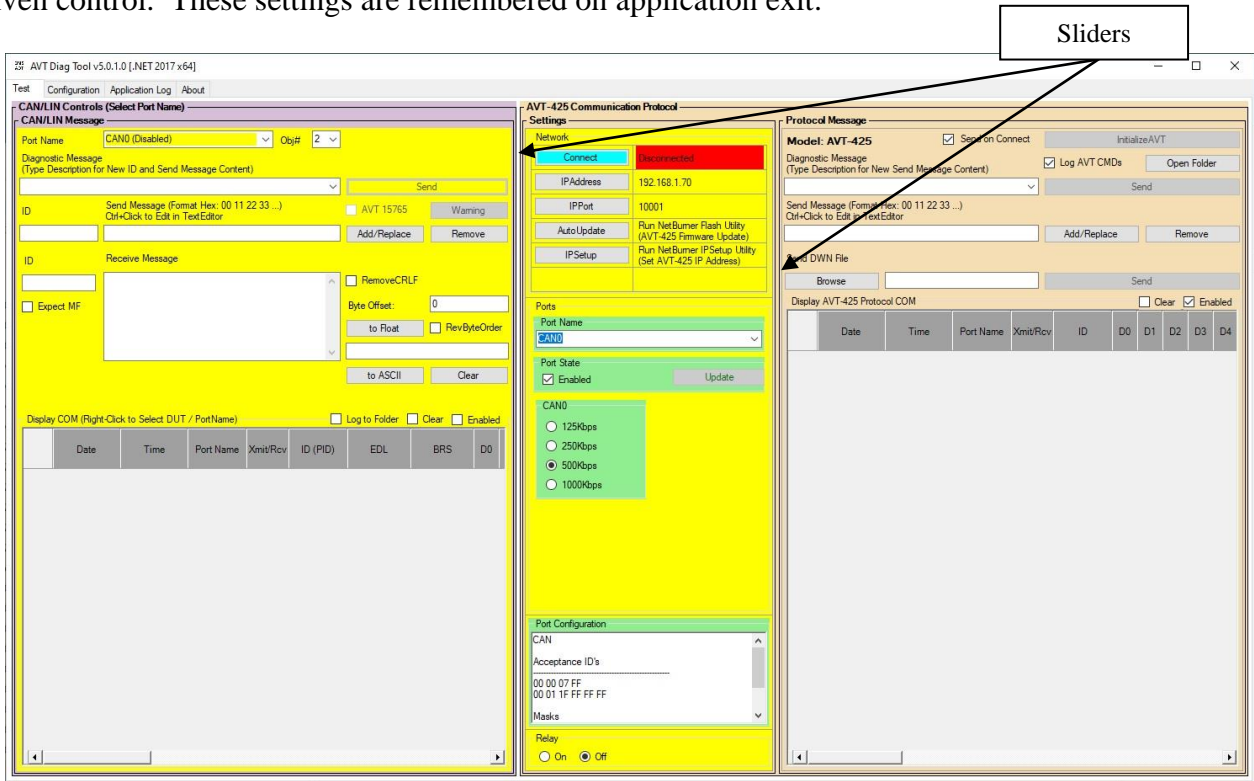 iven control. These settings are remembered on application exit.
Sliders
AVT Diag Tool v5.0.1.0 [.NET 2017 x64]
Test Configuration Application Log About
CAN/LIN Controls (Select Port Name)
CAN/LIN Message
Port Name CAN0 (Disabled) Obj# 2
Diagnostic Message
(Type Description for New ID and Send Message Content)
Send
ID Send Message (Format Hex: 00 11 22 33 ...)
Ctrl+Click to Edit in TextEditor
AVT 15765 Warning
Add/Replace Remove
ID Receive Message
RemoveCRLF
Expect MF
Byte Offset: 0
to Float RevByteOrder
to ASCII Clear
Display COM (Right-Click to Select DUT / PortName) Log to Folder Clear Enabled
Date Time Port Name Xmit/Rcv ID (PID) EDL BRS D0
AVT-425 Communication Protocol
Settings
Network
Connect Disconnected
IPAddress 192.168.1.70
IPPort 10001
AutoUpdate Run NetBurner Flash Utility
(AVT-425 Firmware Update)
IPSetup Run NetBurner IPSetup Utility
(Set AVT-425 IP Address)
Ports
Port Name
CAN0
Port State
Enabled Update
CAN0
125Kbps
250Kbps
500Kbps
1000Kbps
Port Configuration
CAN
Acceptance ID's
00 00 07 FF
00 01 1F FF FF FF
Masks
Relay
On Off
Protocol Message
Model: AVT-425 Send on Connect InitializeAVT
Diagnostic Message
(Type Description for New Send Message Content)
Log AVT CMDs Open Folder
Send
Send Message (Format Hex: 00 11 22 33 ...)
Ctrl+Click to Edit in TextEditor
Add/Replace Remove
Send DWN File
Browse Send
Display AVT-425 Protocol COM Clear Enabled
Date Time Port Name Xmit/Rcv ID D0 D1 D2 D3 D4